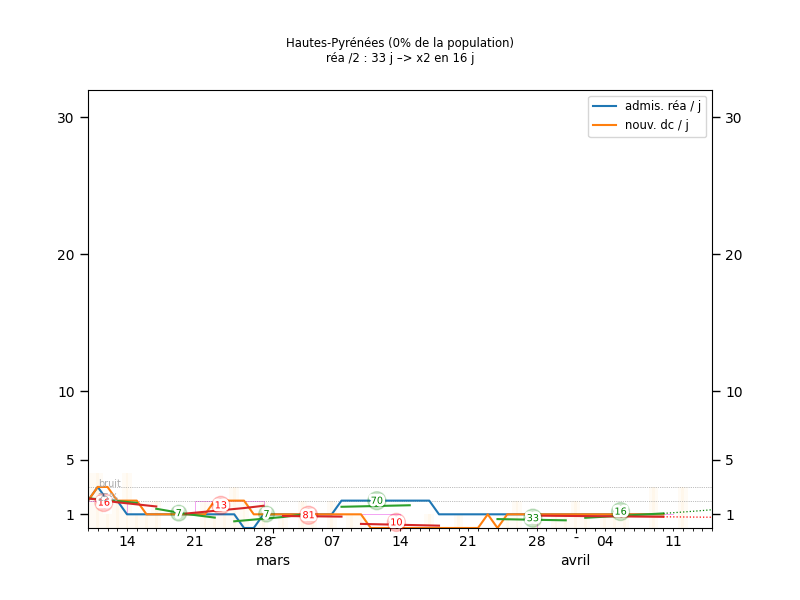 Hautes-Pyrénées (0% de la population)
réa /2 : 33 j –> x2 en 16 j
admis. réa / j
nouv. dc / j
30 30
20 20
10 10
5 5
1 1
bruit
16 7 13 7 81 70 10 33 16
14 21 28 07 14 21 28 04 11
mars avril